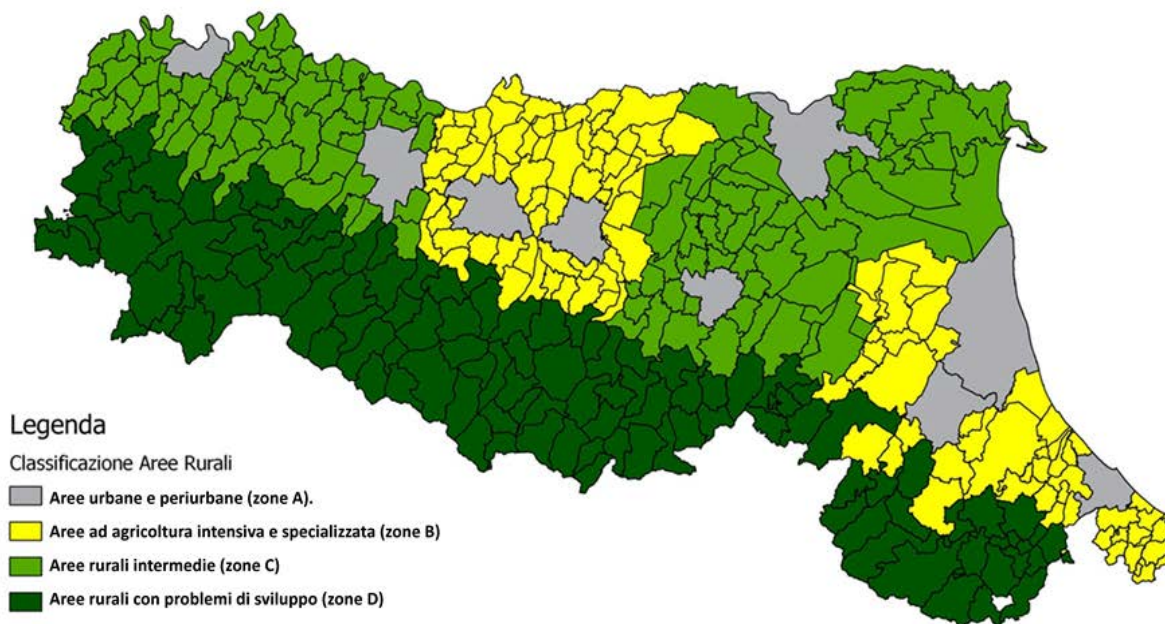 Legenda
Classificazione Aree Rurali
Aree urbane e periurbane (zone A).
Aree ad agricoltura intensiva e specializzata (zone B)
Aree rurali intermedie (zone C)
Aree rurali con problemi di sviluppo (zone D)